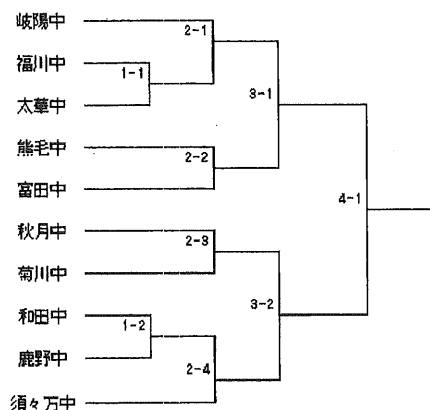 岐陽中
2-1
福川中
1-1
太華中
3-1
熊毛中
2-2
富田中
4-1
秋月中
2-3
菊川中
3-2
和田中
1-2
鹿野中
2-4
須々万中